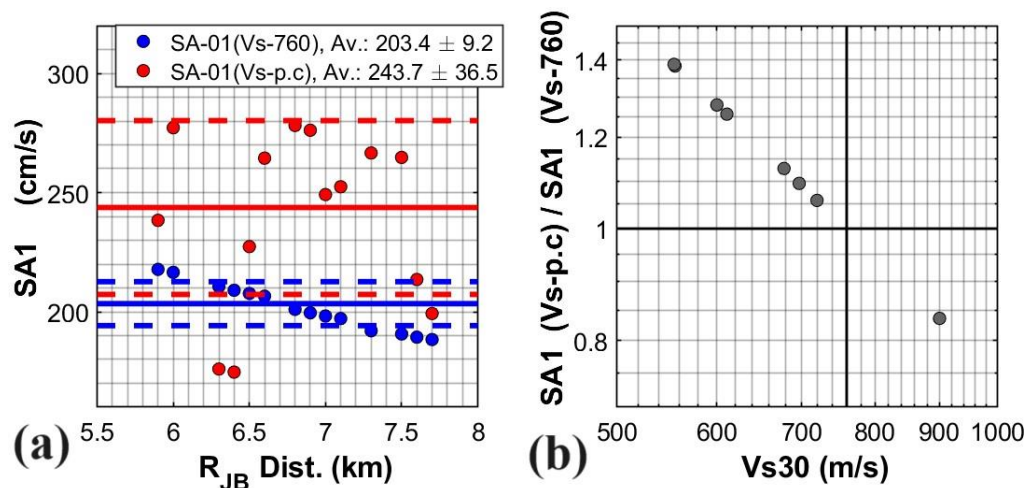 SA-01(Vs-760), Av.: 203.4 ± 9.2
SA-01(Vs-p.c), Av.: 243.7 ± 36.5
300
250
200
SA1 (cm/s)
5.5 6 6.5 7 7.5 8
R_JB Dist. (km)
(a)
1.4
1.2
1
0.8
SA1 (Vs-p.c) / SA1 (Vs-760)
500 600 700 800 900 1000
Vs30 (m/s)
(b)